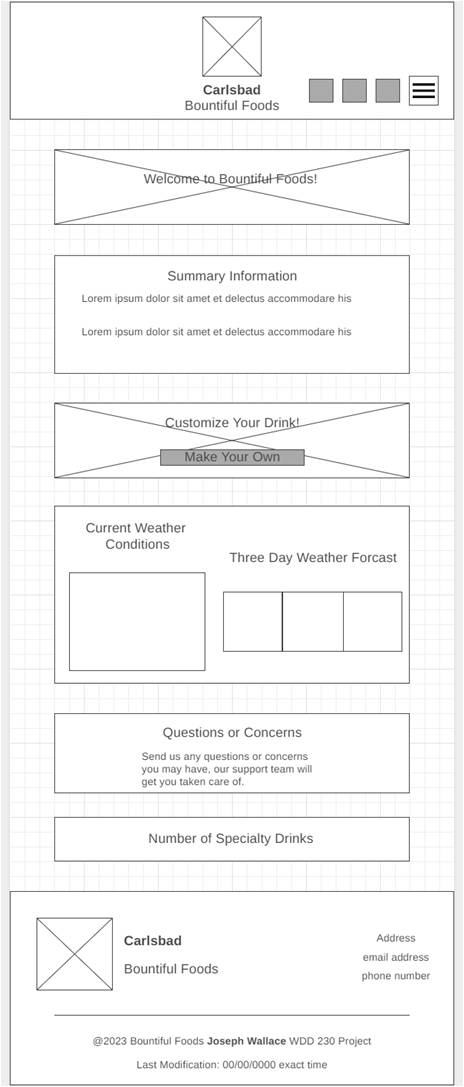 Carlsbad
Bountiful Foods
Welcome to Bountiful Foods!
Summary Information
Lorem ipsum dolor sit amet et delectus accommodare his
Lorem ipsum dolor sit amet et delectus accommodare his
Customize Your Drink!
Make Your Own
Current Weather
Conditions
Three Day Weather Forcast
Questions or Concerns
Send us any questions or concerns
you may have, our support team will
get you taken care of.
Number of Specialty Drinks
Carlsbad
Bountiful Foods
Address
email address
phone number
@2023 Bountiful Foods Joseph Wallace WDD 230 Project
Last Modification: 00/00/0000 exact time